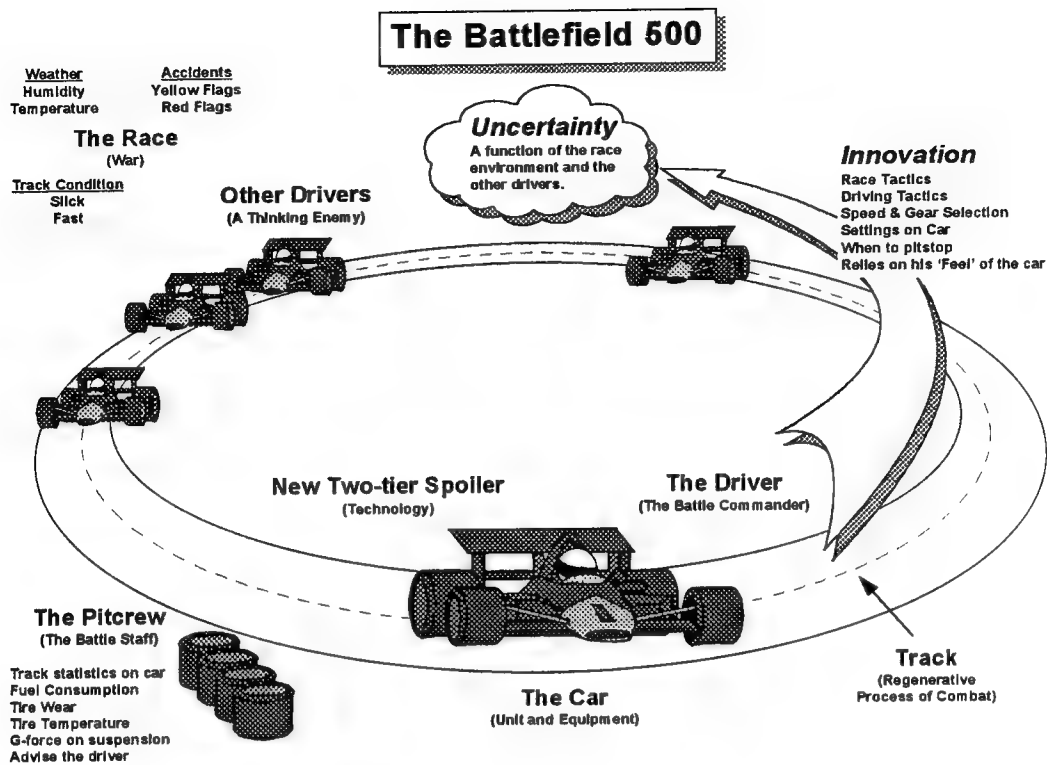 The Battlefield 500
Weather
Humidity
Temperature
Accidents
Yellow Flags
Red Flags
The Race
(War)
Track Condition
Slick
Fast
Other Drivers
(A Thinking Enemy)
Uncertainty
A function of the race
environment and the
other drivers.
Innovation
Race Tactics
Driving Tactics
Speed & Gear Selection
Settings on Car
When to pitstop
Relies on his 'Feel' of the car
New Two-tier Spoiler
(Technology)
The Driver
(The Battle Commander)
The Pitcrew
(The Battle Staff)
Track statistics on car
Fuel Consumption
Tire Wear
Tire Temperature
G-force on suspension
Advise the driver
The Car
(Unit and Equipment)
Track
(Regenerative
Process of Combat)